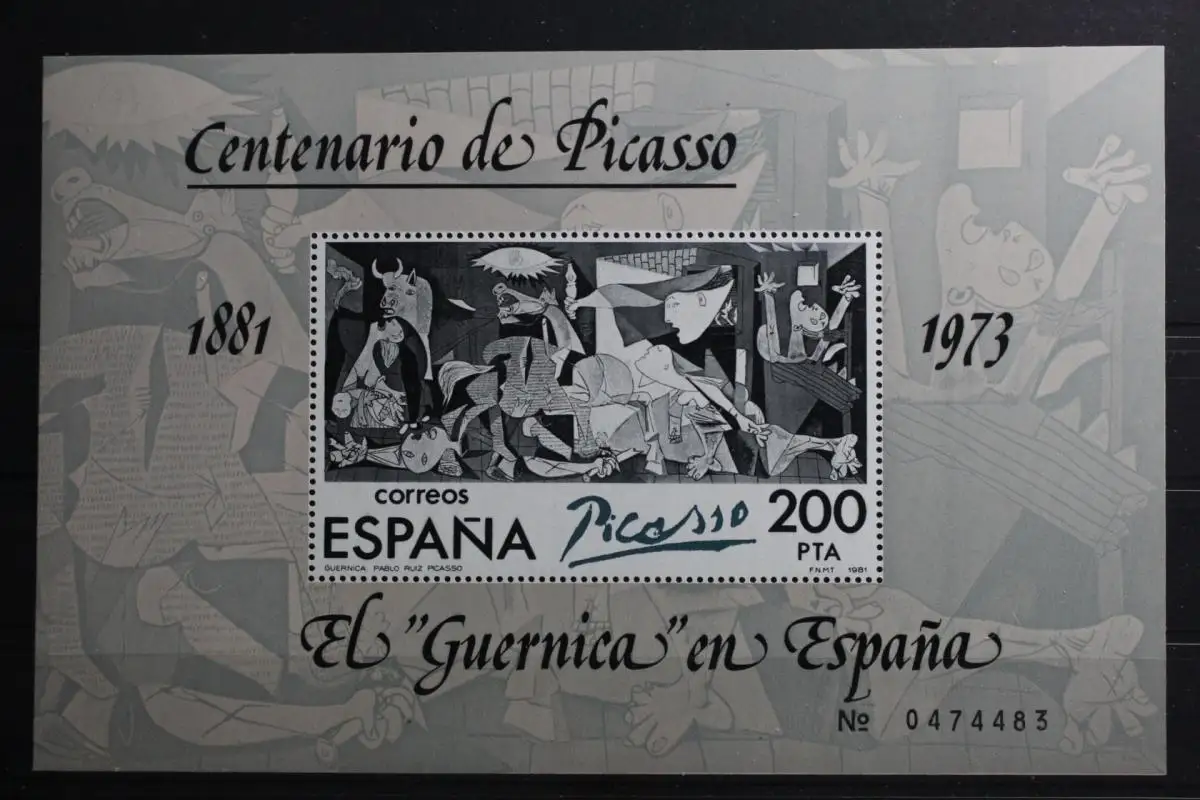 Centenario de Picasso
1881
1973
correos
ESPAÑA
Picasso
200
PTA
GUERNICA. PABLO RUIZ PICASSO
F.N.M.T. 1981
El "Guernica" en España
Nº 0474483